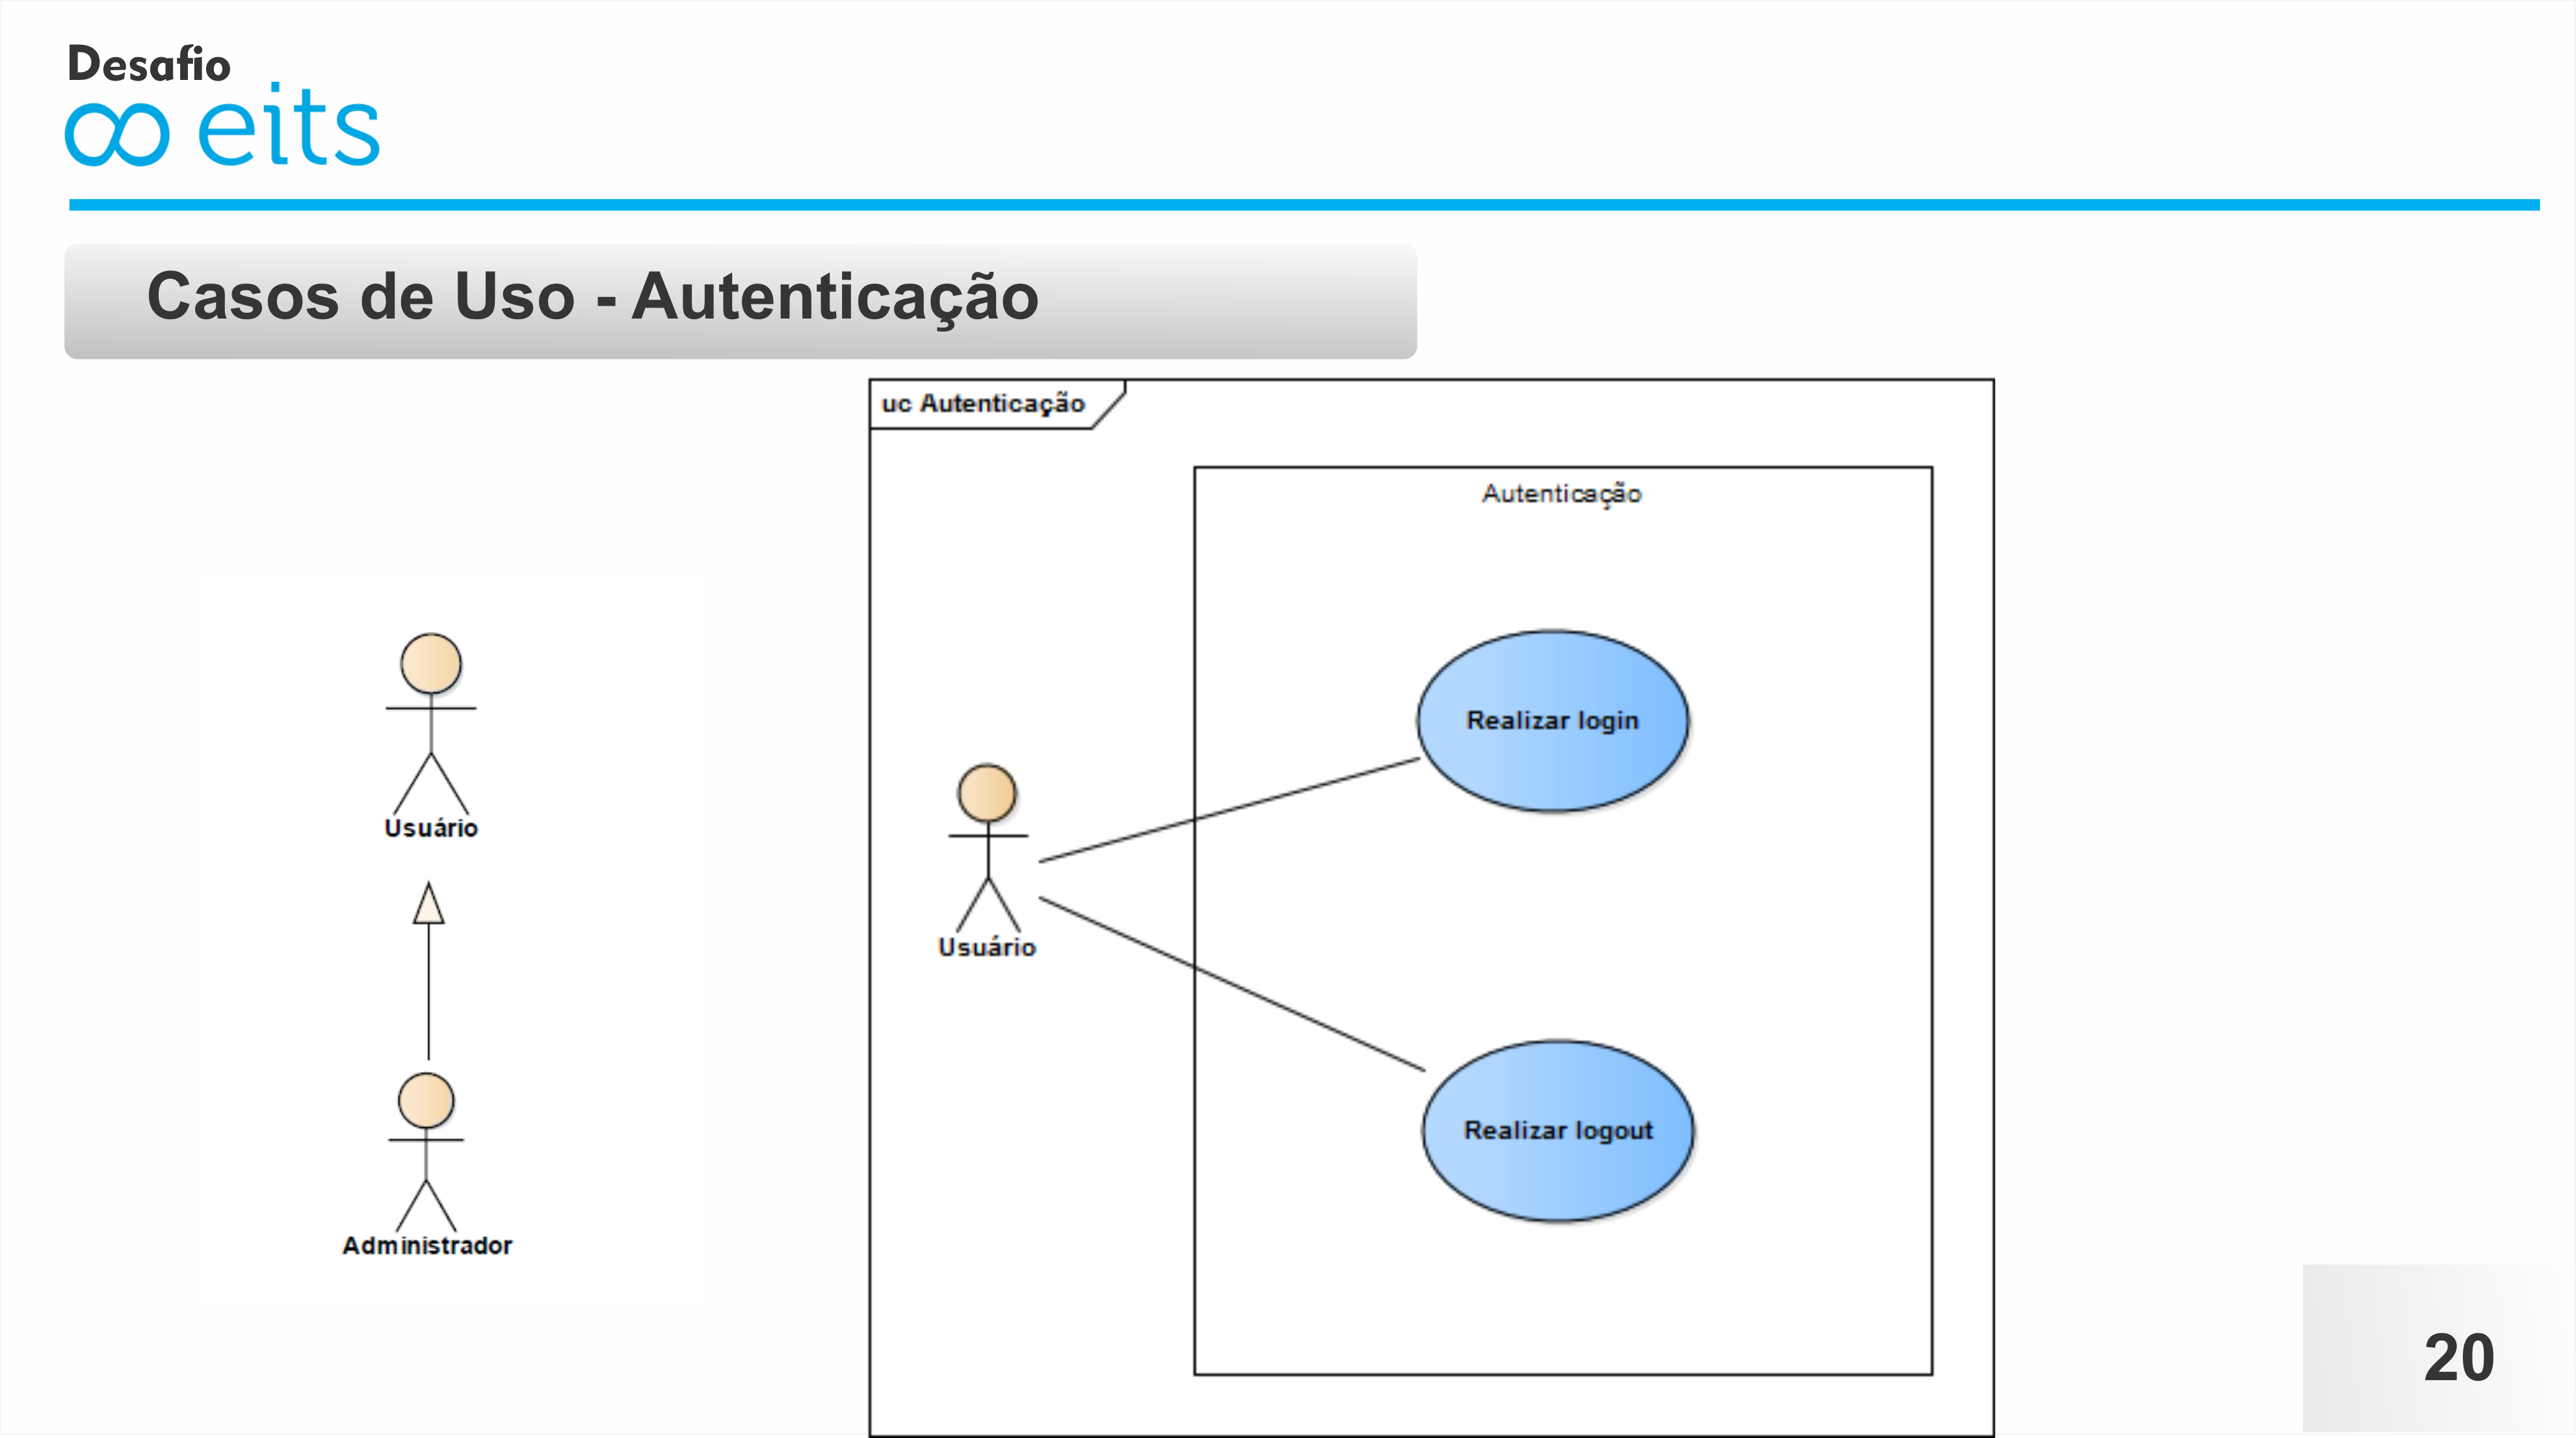 Desafio
eits
Casos de Uso - Autenticação
uc Autenticação
Autenticação
Usuário
Realizar login
Usuário
Realizar logout
Administrador
20